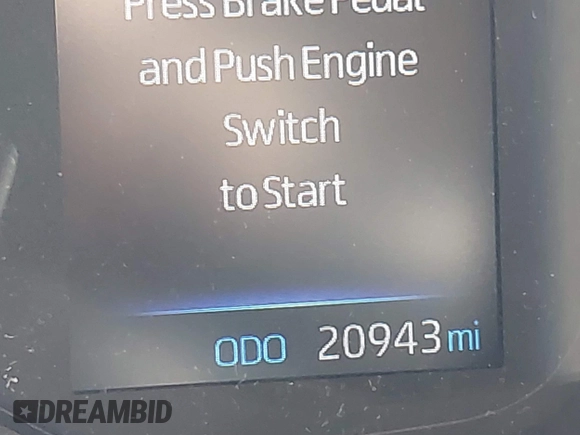 Press Brake Pedal
and Push Engine
Switch
to Start
ODO 20943 mi
DREAMBID